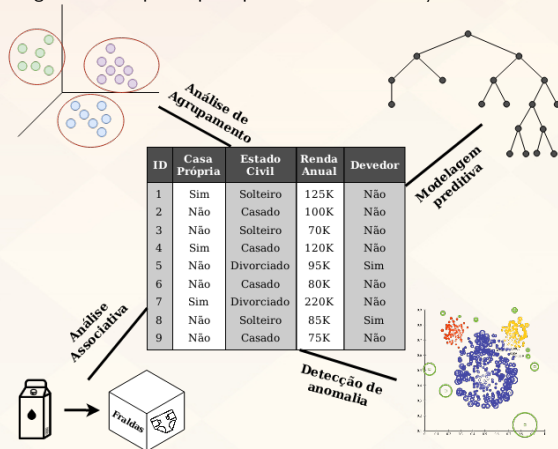 Análise de
Agrupamento
Modelagem
preditiva
ID Casa Própria Estado Civil Renda Anual Devedor
1 Sim Solteiro 125K Não
2 Não Casado 100K Não
3 Não Solteiro 70K Não
4 Sim Casado 120K Não
5 Não Divorciado 95K Sim
6 Não Casado 80K Não
7 Sim Divorciado 220K Não
8 Não Solteiro 85K Sim
9 Não Casado 75K Não
Análise
Associativa
Detecção de
anomalia
Fraldas